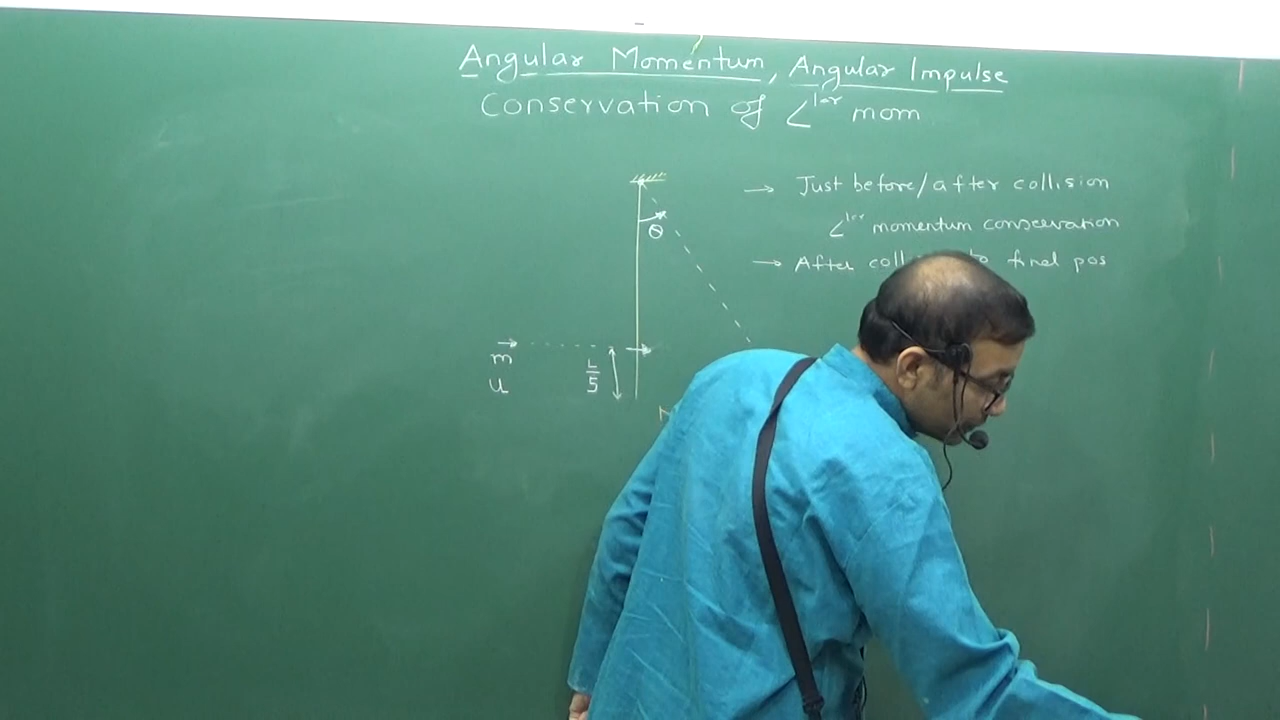 Angular Momentum, Angular Impulse
Conservation of ∠lar mom
→ Just before/after collision
∠lar momentum conservation
→ After to final pos
θ
m
u
L/5